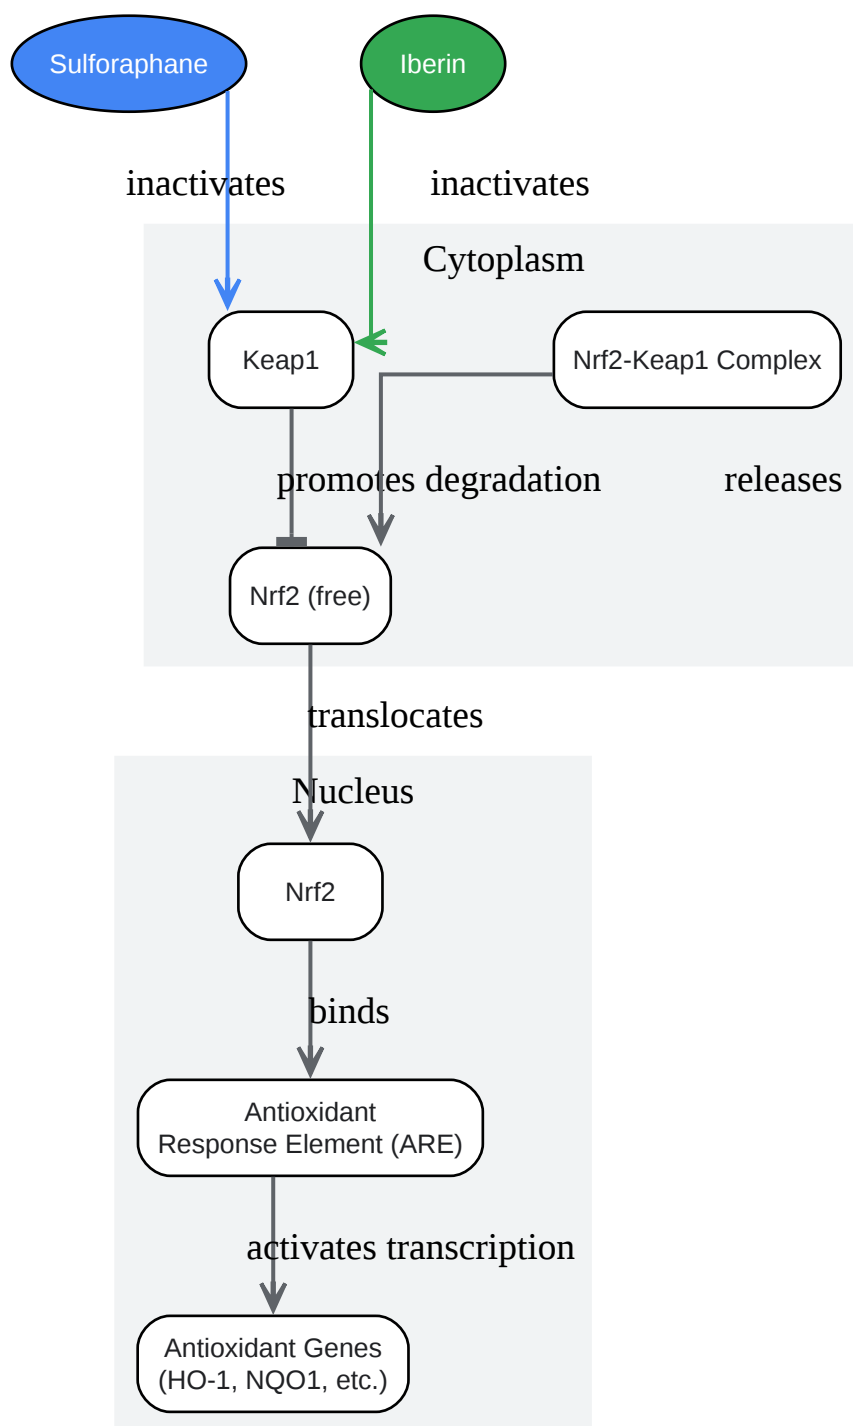 Sulforaphane
Iberin
inactivates
inactivates
Cytoplasm
Keap1
Nrf2-Keap1 Complex
promotes degradation
releases
Nrf2 (free)
translocates
Nucleus
Nrf2
binds
Antioxidant
Response Element (ARE)
activates transcription
Antioxidant Genes
(HO-1, NQO1, etc.)